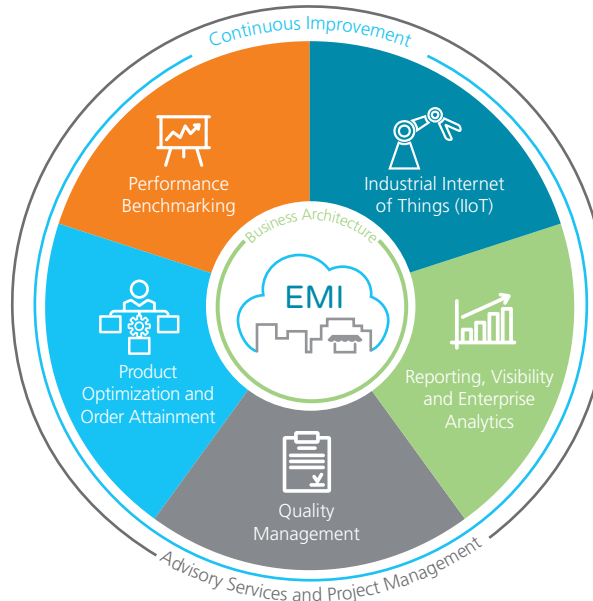 Continuous Improvement
Performance
Benchmarking
Industrial Internet
of Things (IIoT)
Business Architecture
EMI
Product
Optimization and
Order Attainment
Reporting, Visibility
and Enterprise
Analytics
Quality
Management
Advisory Services and Project Management